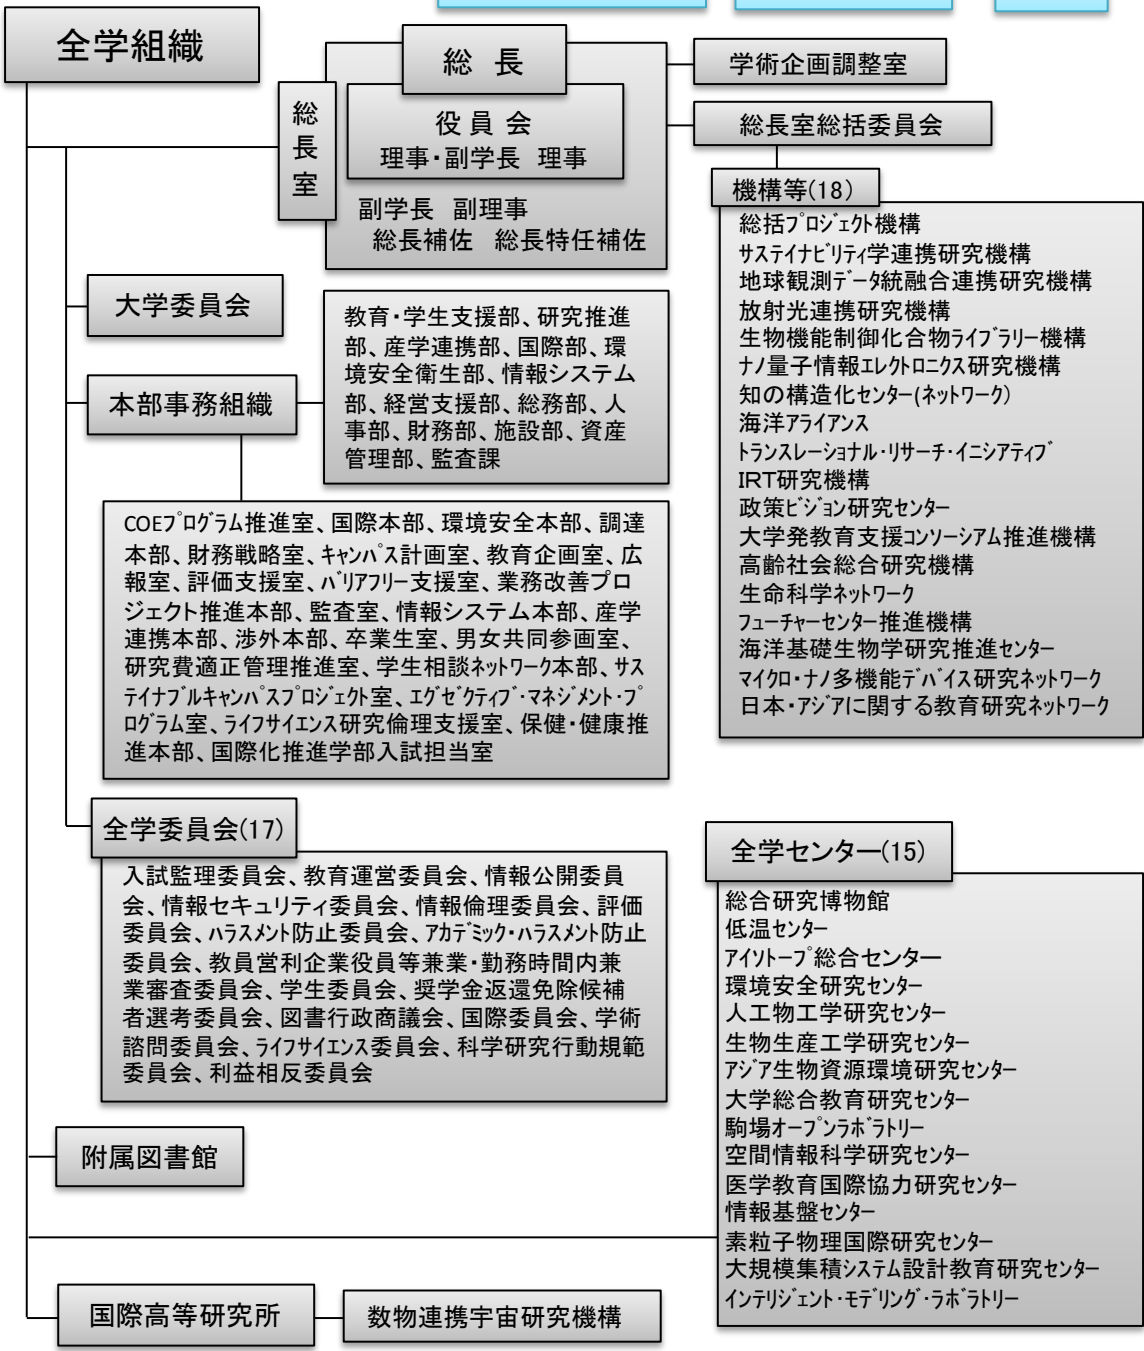 全学組織
総長
役員会
理事・副学長 理事
総長室
副学長 副理事
総長補佐 総長特任補佐
学術企画調整室
総長室総括委員会
機構等(18)
総括ﾌﾟﾛｼﾞｪｸﾄ機構
ｻｽﾃｲﾅﾋﾞﾘﾃｨ学連携研究機構
地球観測ﾃﾞｰﾀ統融合連携研究機構
放射光連携研究機構
生物機能制御化合物ﾗｲﾌﾞﾗﾘｰ機構
ﾅﾉ量子情報ｴﾚｸﾄﾛﾆｸｽ研究機構
知の構造化センター(ネットワーク)
海洋アライアンス
ﾄﾗﾝｽﾚｰｼｮﾅﾙ･ﾘｻｰﾁ･ｲﾆｼｱﾃｨﾌﾞ
IRT研究機構
政策ﾋﾞｼﾞｮﾝ研究センター
大学発教育支援ｺﾝｿｰｼｱﾑ推進機構
高齢社会総合研究機構
生命科学ﾈｯﾄﾜｰｸ
ﾌｭｰﾁｬｰセンター推進機構
海洋基礎生物学研究推進センター
ﾏｲｸﾛ･ﾅﾉ多機能ﾃﾞﾊﾞｲｽ研究ﾈｯﾄﾜｰｸ
日本・ｱｼﾞｱに関する教育研究ﾈｯﾄﾜｰｸ
大学委員会
本部事務組織
教育・学生支援部、研究推進
部、産学連携部、国際部、環
境安全衛生部、情報システム
部、経営支援部、総務部、人
事部、財務部、施設部、資産
管理部、監査課
COEﾌﾟﾛｸﾞﾗﾑ推進室、国際本部、環境安全本部、調達
本部、財務戦略室、ｷｬﾝﾊﾟｽ計画室、教育企画室、広
報室、評価支援室、ﾊﾞﾘｱﾌﾘｰ支援室、業務改善プロ
ジェクト推進本部、監査室、情報システム本部、産学
連携本部、渉外本部、卒業生室、男女共同参画室、
研究費適正管理推進室、学生相談ネットワーク本部、ｻｽ
ﾃｲﾅﾌﾞﾙｷｬﾝﾊﾟｽﾌﾟﾛｼﾞｪｸﾄ室、ｴｸﾞｾﾞｸﾃｨﾌﾞ･ﾏﾈｼﾞﾒﾝﾄ･ﾌﾟ
ﾛｸﾞﾗﾑ室、ﾗｲﾌｻｲｴﾝｽ研究倫理支援室、保健・健康推
進本部、国際化推進学部入試担当室
全学委員会(17)
入試監理委員会、教育運営委員会、情報公開委員
会、情報セキュリティ委員会、情報倫理委員会、評価
委員会、ﾊﾗｽﾒﾝﾄ防止委員会、ｱｶﾃﾞﾐｯｸ･ﾊﾗｽﾒﾝﾄ防止
委員会、教員営利企業役員等兼業・勤務時間内兼
業審査委員会、学生委員会、奨学金返還免除候補
者選考委員会、図書行政商議会、国際委員会、学術
諮問委員会、ﾗｲﾌｻｲｴﾝｽ委員会、科学研究行動規範
委員会、利益相反委員会
全学センター(15)
総合研究博物館
低温ｾﾝﾀｰ
ｱｲｿﾄｰﾌﾟ総合センター
環境安全研究ｾﾝﾀｰ
人工物工学研究ｾﾝﾀｰ
生物生産工学研究ｾﾝﾀｰ
ｱｼﾞｱ生物資源環境研究ｾﾝﾀｰ
大学総合教育研究ｾﾝﾀｰ
駒場オープンﾗﾎﾞﾗﾄﾘｰ
空間情報科学研究ｾﾝﾀｰ
医学教育国際協力研究ｾﾝﾀｰ
情報基盤ｾﾝﾀｰ
素粒子物理国際研究ｾﾝﾀｰ
大規模集積ｼｽﾃﾑ設計教育研究ｾﾝﾀｰ
ｲﾝﾃﾘｼﾞｪﾝﾄ･ﾓﾃﾞﾘﾝｸﾞ･ﾗﾎﾞﾗﾄﾘｰ
附属図書館
国際高等研究所
数物連携宇宙研究機構